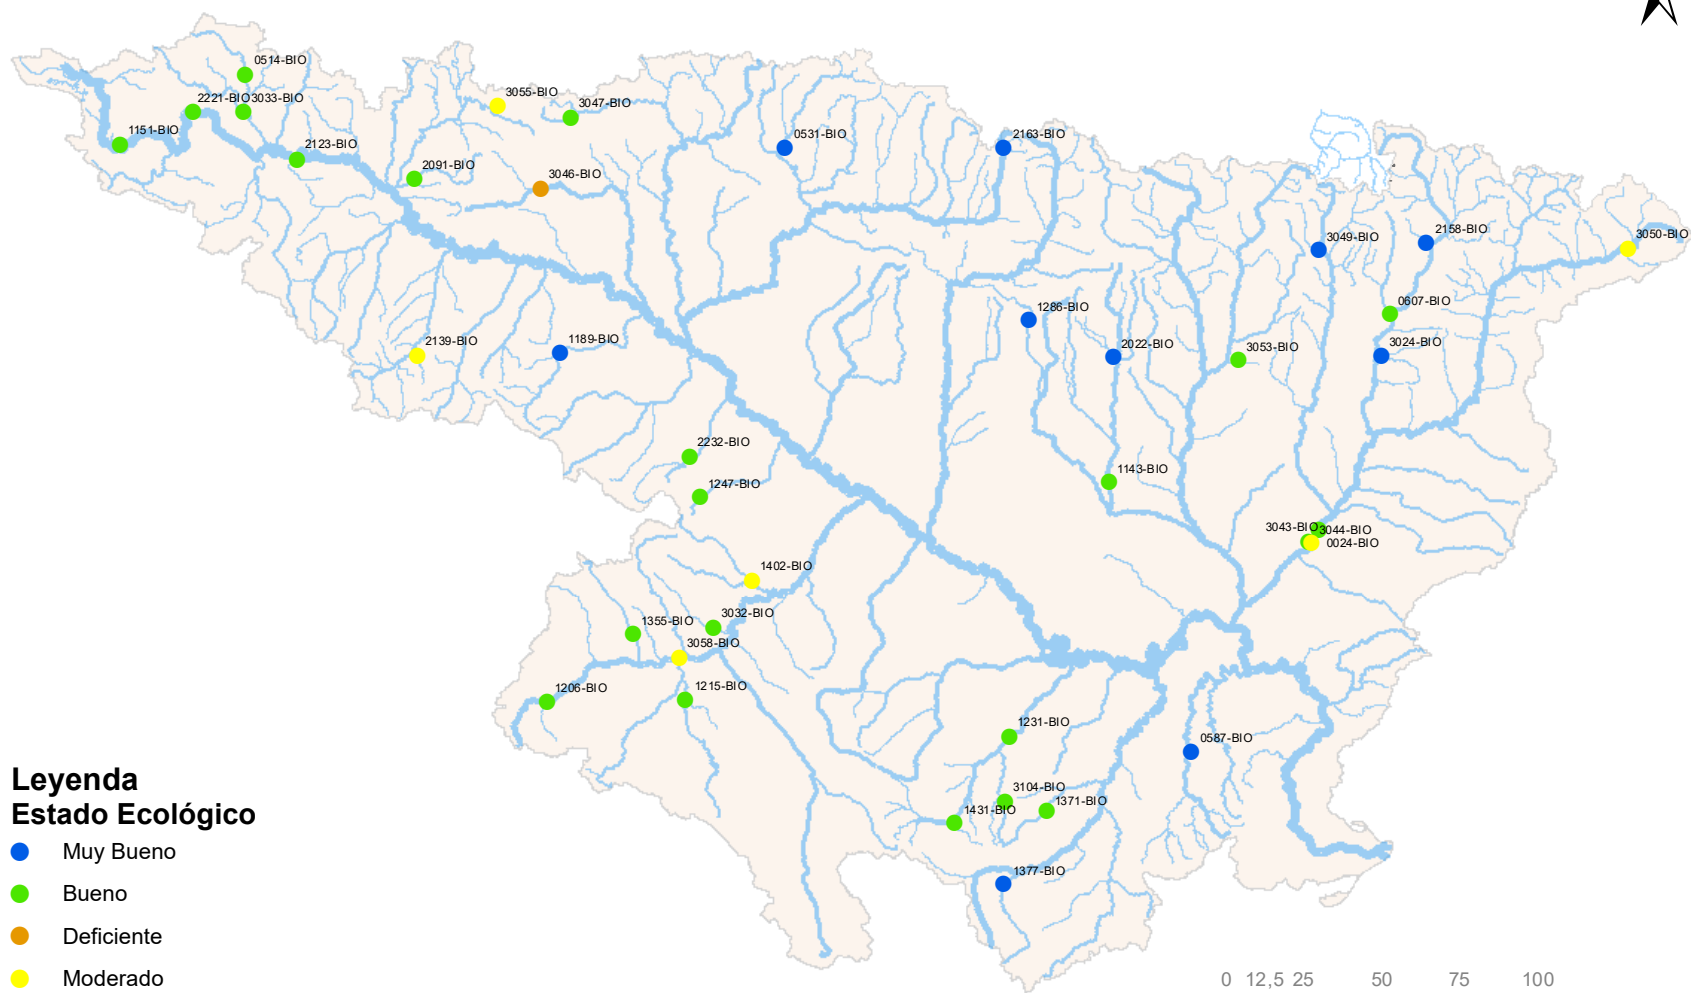 0514-BIO
2221-BIO
3033-BIO
1151-BIO
2123-BIO
3055-BIO
3047-BIO
2091-BIO
3046-BIO
0531-BIO
2163-BIO
3049-BIO
2158-BIO
3050-BIO
1286-BIO
0607-BIO
2139-BIO
1189-BIO
2022-BIO
3053-BIO
3024-BIO
2232-BIO
1247-BIO
1143-BIO
3043-BIO
3044-BIO
0024-BIO
1402-BIO
1355-BIO
3032-BIO
3058-BIO
1206-BIO
1215-BIO
1231-BIO
0587-BIO
3104-BIO
1371-BIO
1431-BIO
1377-BIO
Leyenda
Estado Ecológico
Muy Bueno
Bueno
Deficiente
Moderado
0 12,5 25 50 75 100